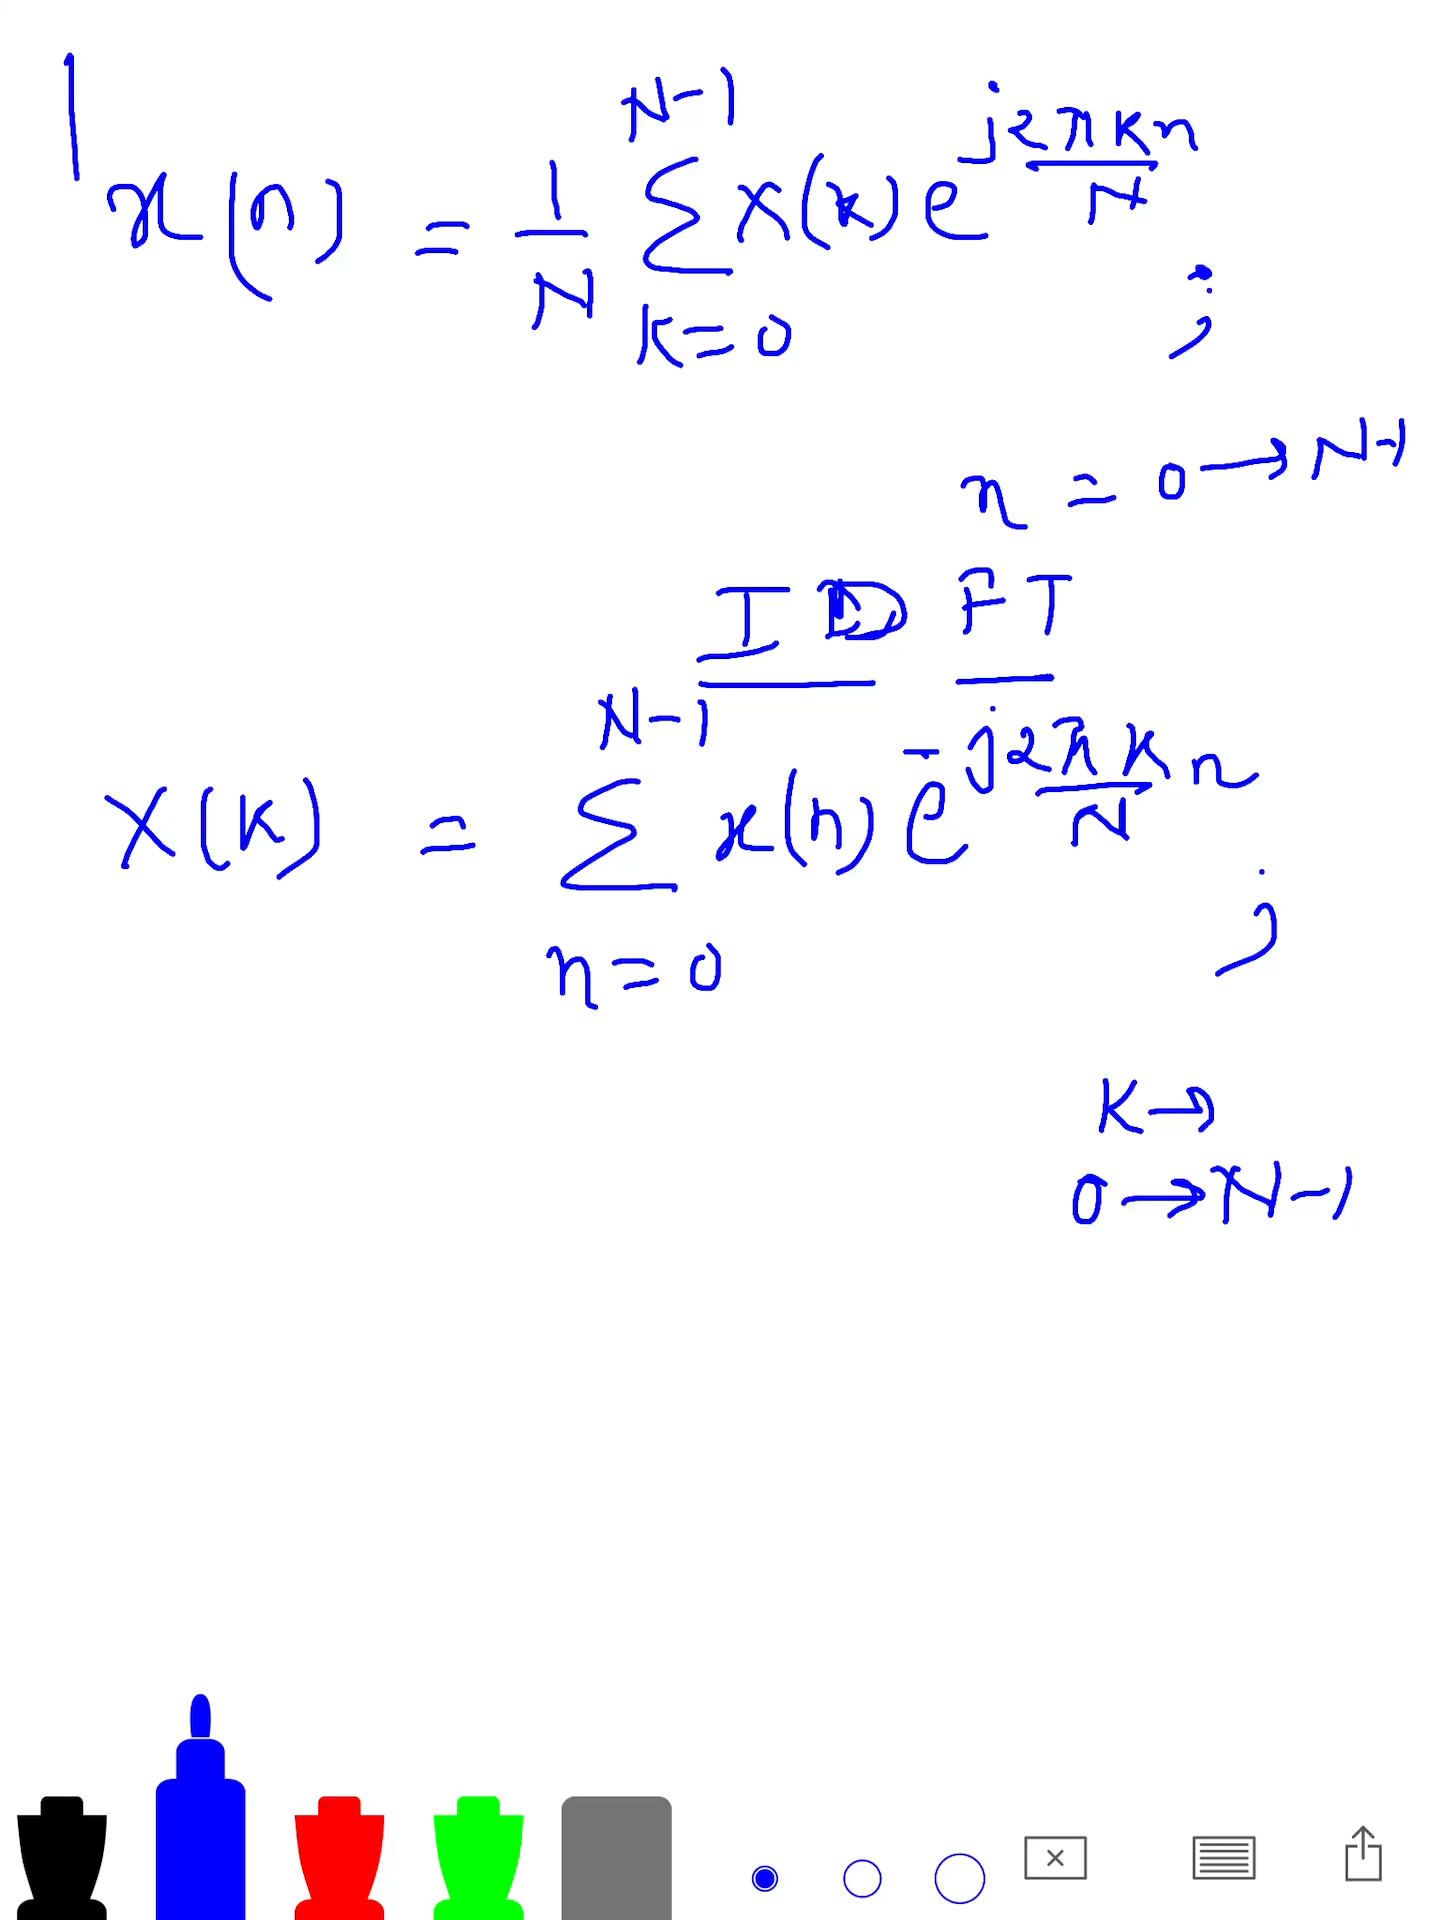 x(n) = 1/N N-1 Σ k=0 X(k) e^{j2πkn/N} ;
n = 0 → N-1
IDFT
X(k) = N-1 Σ n=0 x(n) e^{-j2πkn/N} ;
K →
0 → N-1